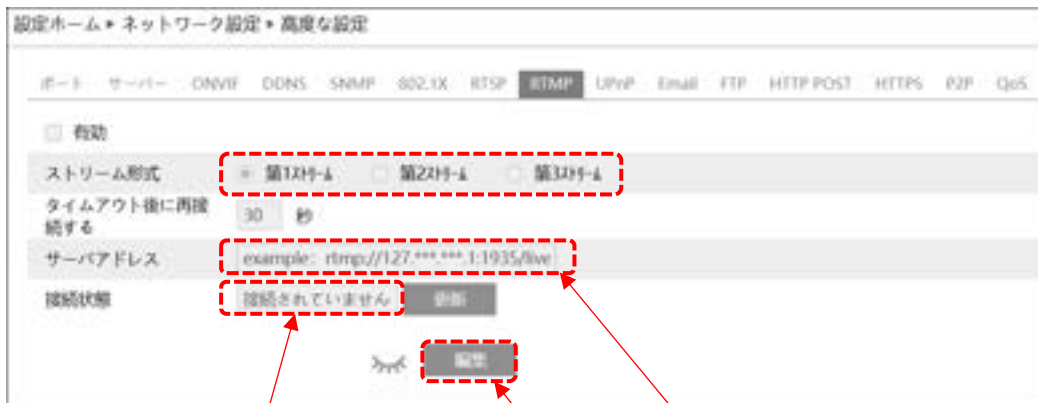 設定ホーム ▸ ネットワーク設定 ▸ 高度な設定
ポート サーバー ONVIF DDNS SNMP 802.1X RTSP RTMP UPnP Email FTP HTTP POST HTTPS P2P QoS
有効
ストリーム形式 第1ｽﾄﾘｰﾑ 第2ｽﾄﾘｰﾑ 第3ｽﾄﾘｰﾑ
タイムアウト後に再接
続する 30 秒
サーバアドレス example: rtmp://127.***.***.1:1935/live
接続状態 接続されていません 更新
編集